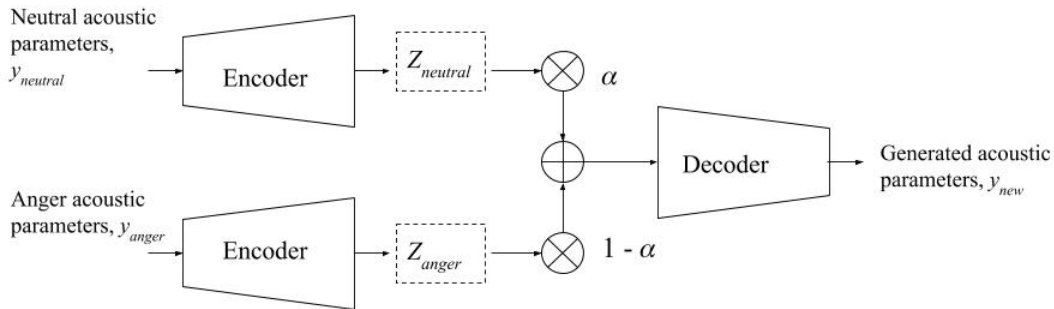 Neutral acoustic
parameters,
y_neutral
Encoder
Z_neutral
α
Decoder
Generated acoustic
parameters, y_new
Anger acoustic
parameters, y_anger
Encoder
Z_anger
1 - α